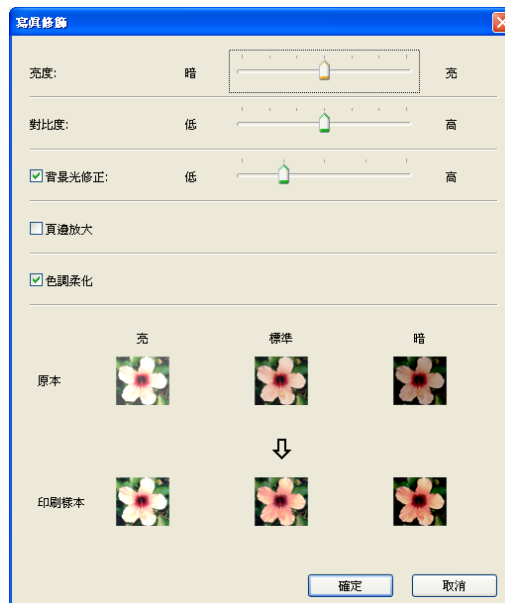 寫真修飾
亮度: 暗 亮
對比度: 低 高
背景光修正: 低 高
頁邊放大
色調柔化
亮 標準 暗
原本
印刷樣本
確定 取消